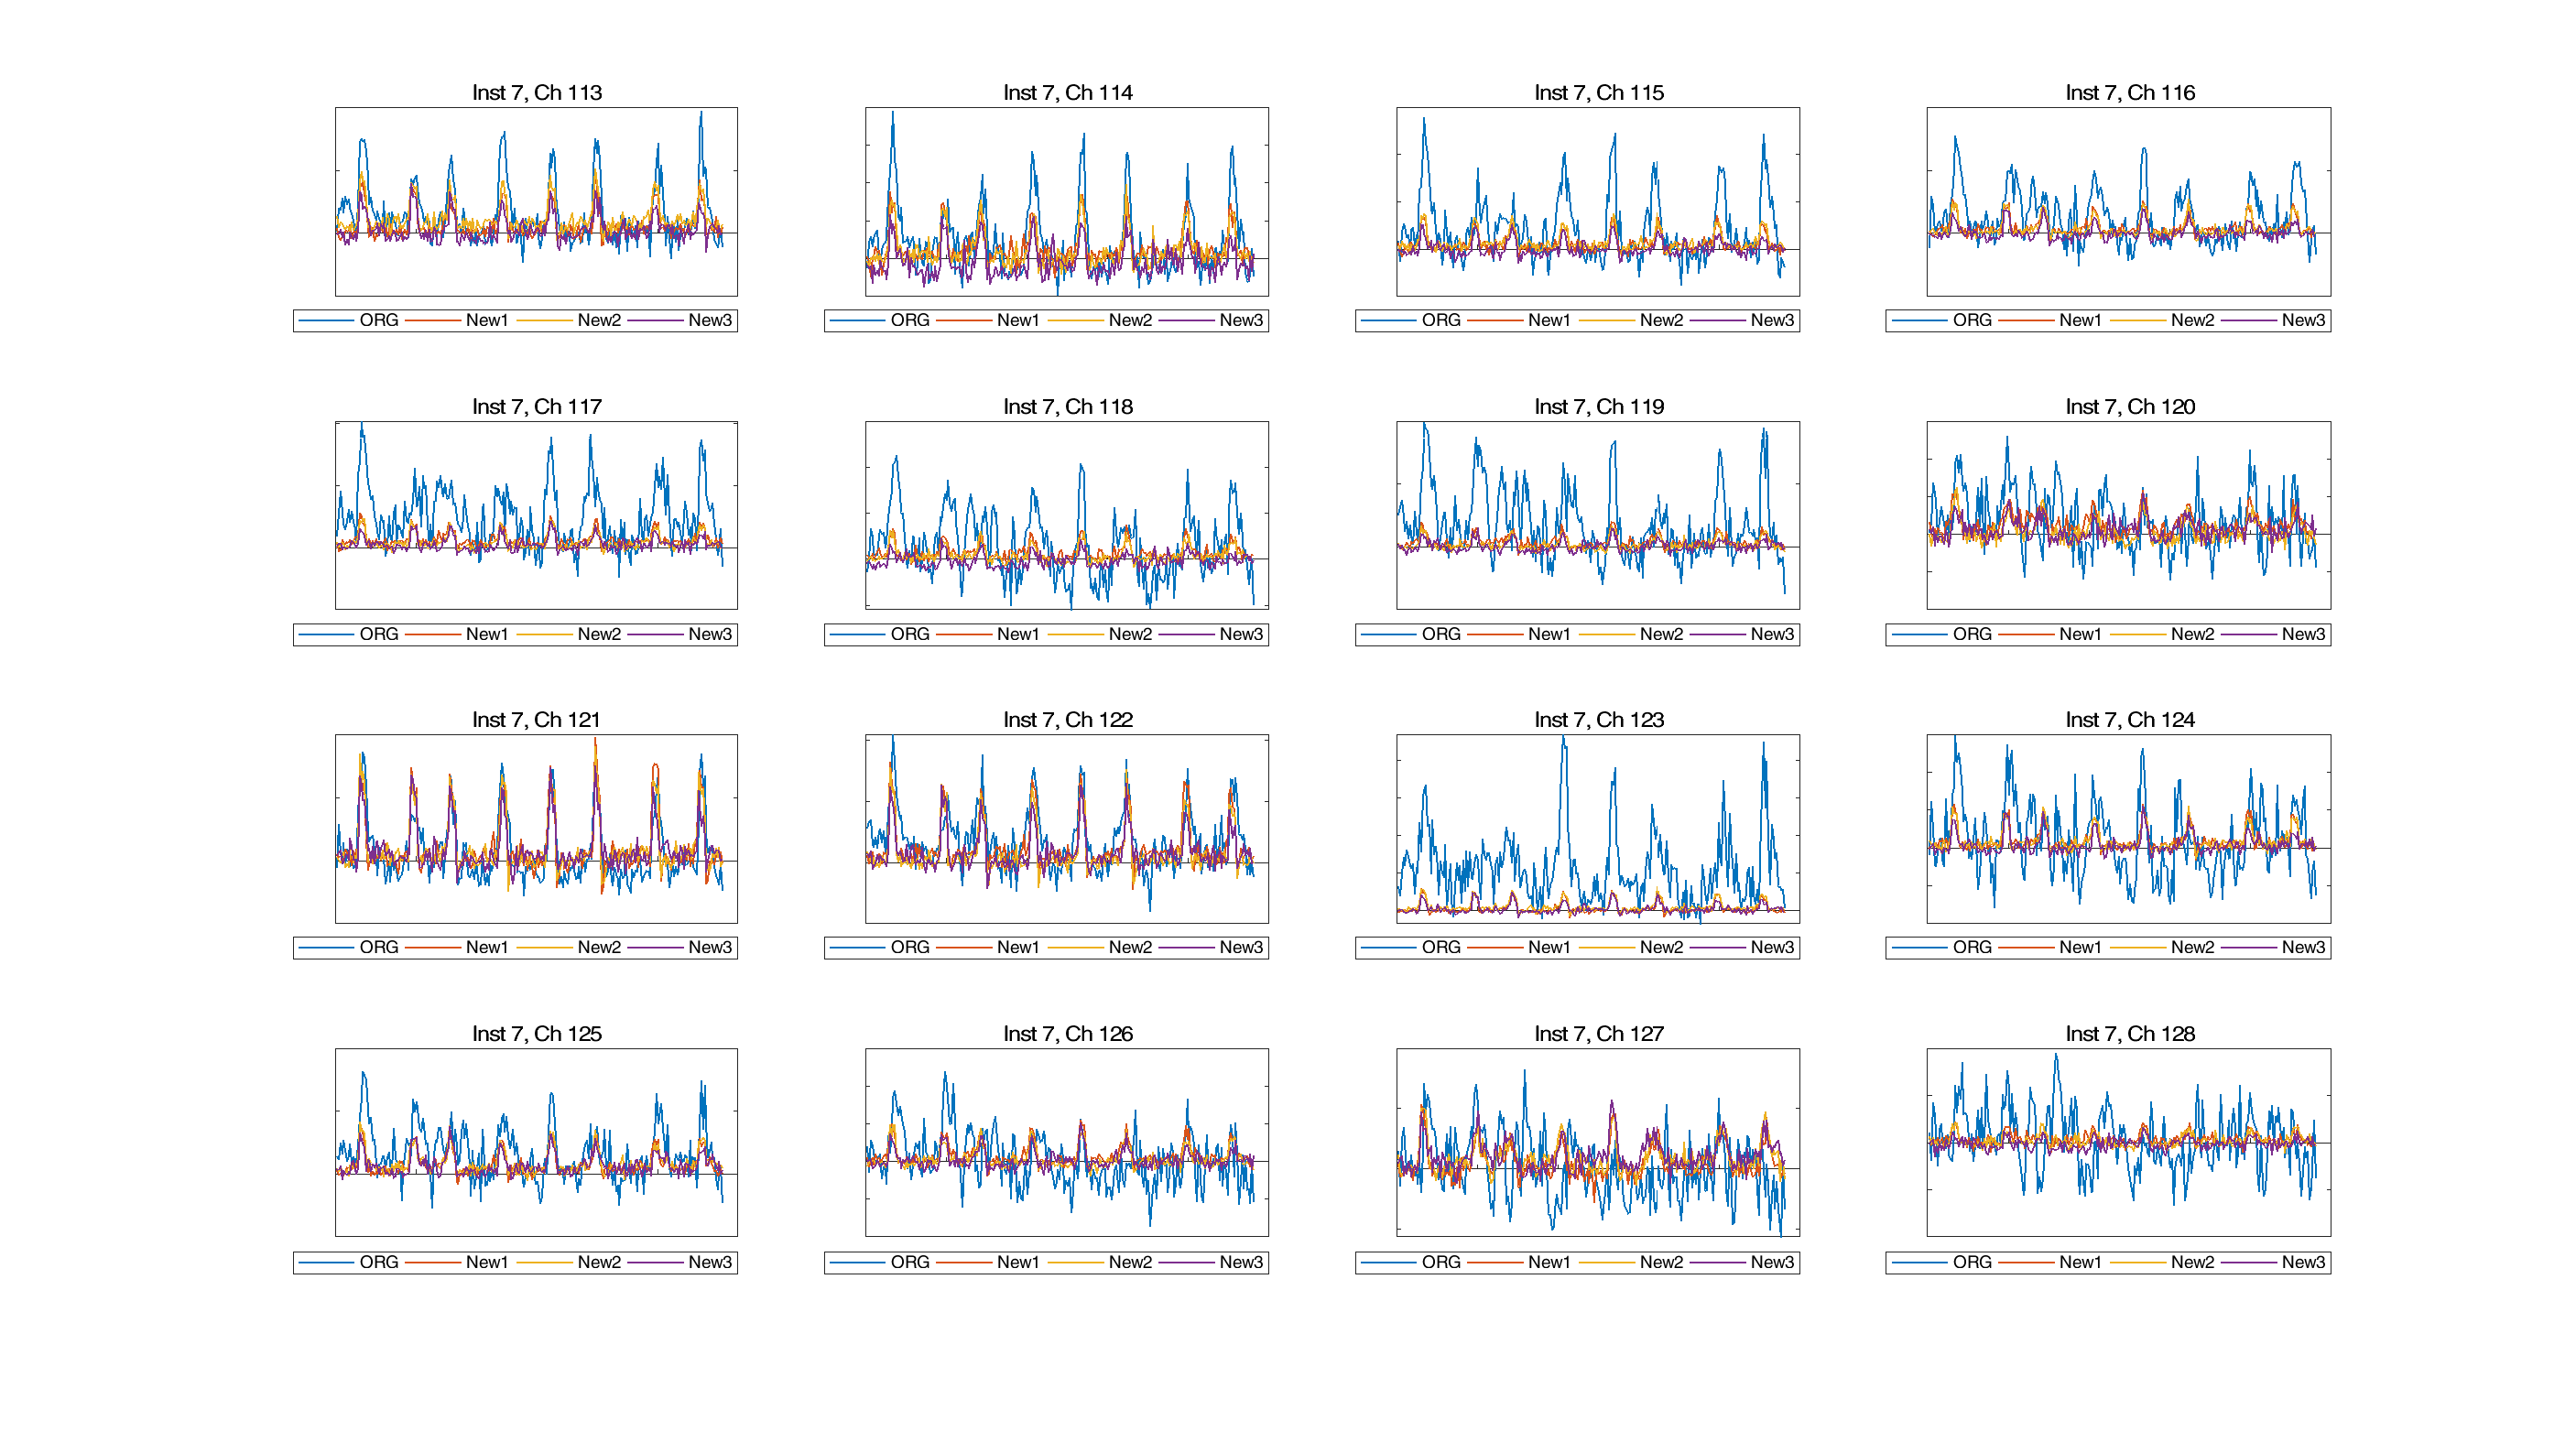 Inst 7, Ch 113
Inst 7, Ch 114
Inst 7, Ch 115
Inst 7, Ch 116
ORG New1 New2 New3
ORG New1 New2 New3
ORG New1 New2 New3
ORG New1 New2 New3
Inst 7, Ch 117
Inst 7, Ch 118
Inst 7, Ch 119
Inst 7, Ch 120
ORG New1 New2 New3
ORG New1 New2 New3
ORG New1 New2 New3
ORG New1 New2 New3
Inst 7, Ch 121
Inst 7, Ch 122
Inst 7, Ch 123
Inst 7, Ch 124
ORG New1 New2 New3
ORG New1 New2 New3
ORG New1 New2 New3
ORG New1 New2 New3
Inst 7, Ch 125
Inst 7, Ch 126
Inst 7, Ch 127
Inst 7, Ch 128
ORG New1 New2 New3
ORG New1 New2 New3
ORG New1 New2 New3
ORG New1 New2 New3